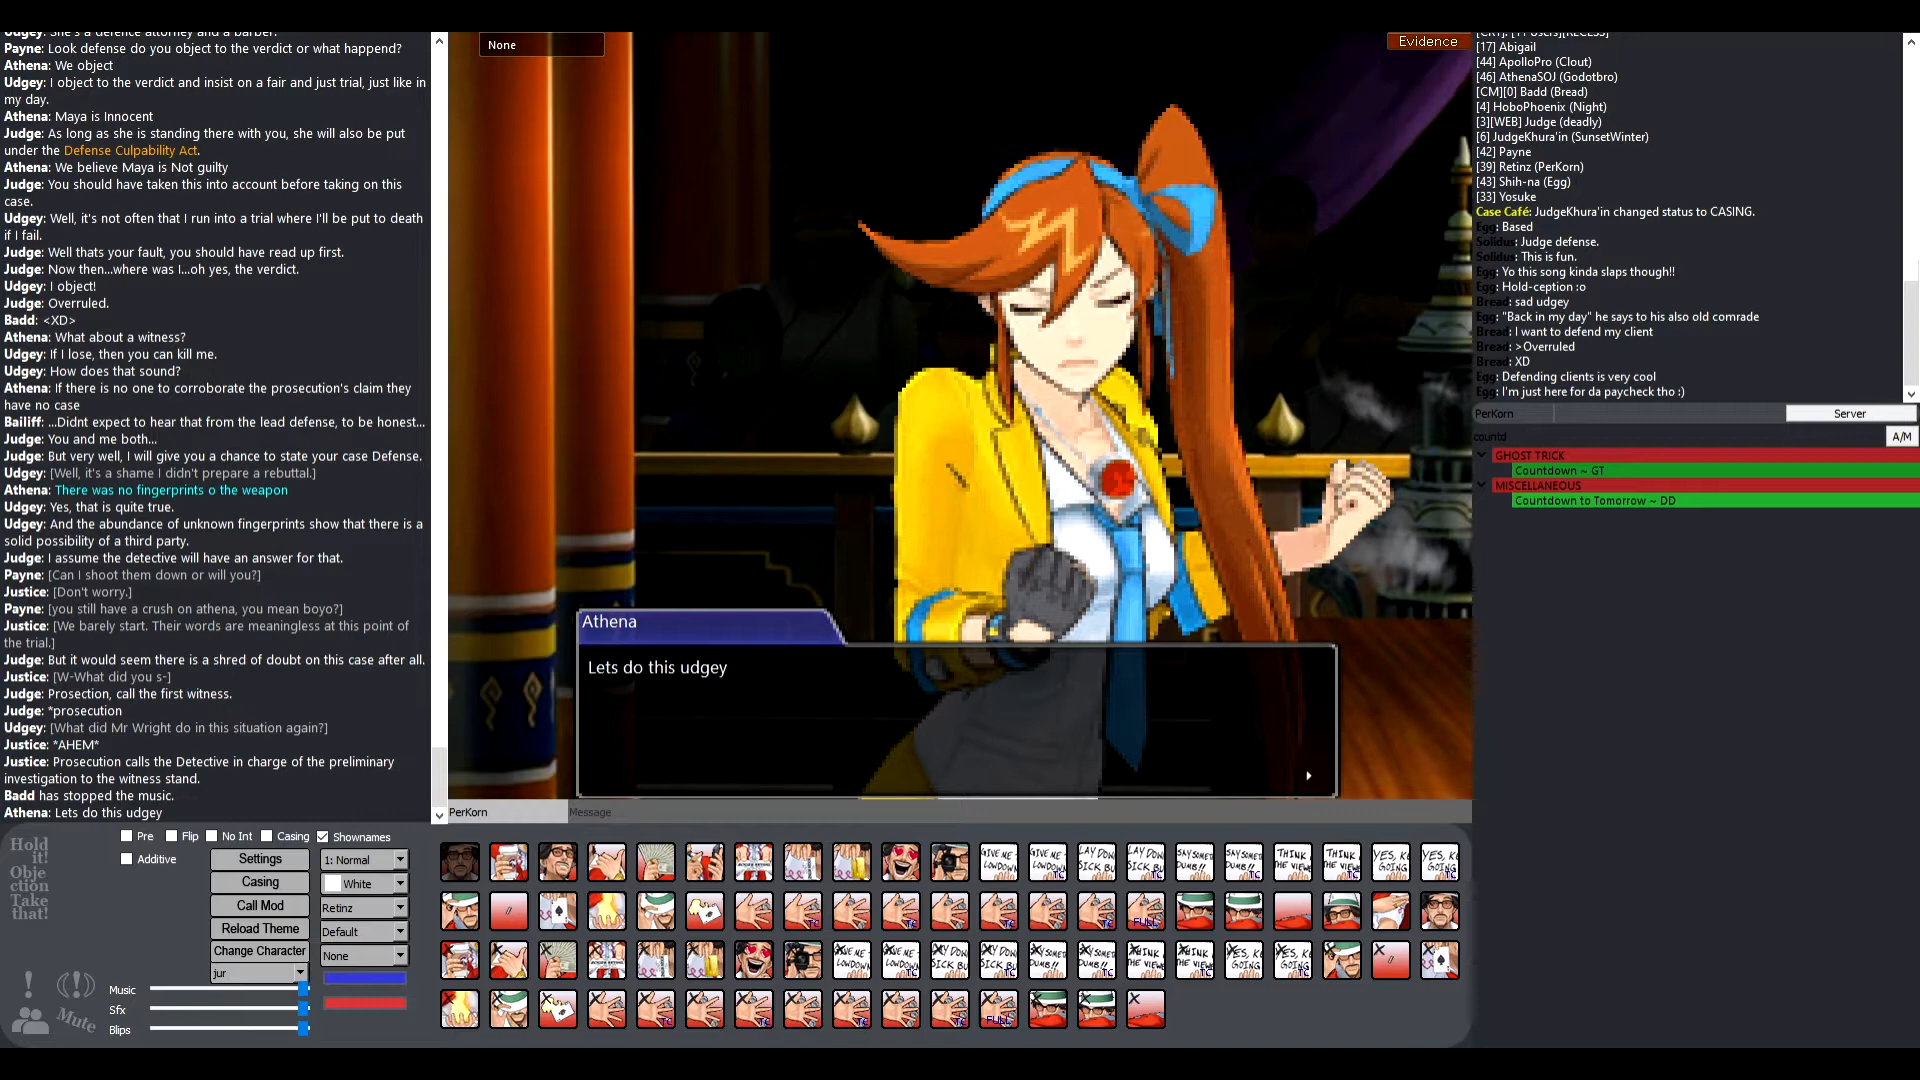 Udgey: She's a defence attorney and a barber.
Payne: Look defense do you object to the verdict or what happend?
Athena: We object
Udgey: I object to the verdict and insist on a fair and just trial, just like in
my day.
Athena: Maya is Innocent
Judge: As long as she is standing there with you, she will also be put
under the Defense Culpability Act.
Athena: We believe Maya is Not guilty
Judge: You should have taken this into account before taking on this
case.
Udgey: Well, it's not often that I run into a trial where I'll be put to death
if I fail.
Judge: Well thats your fault, you should have read up first.
Judge: Now then...where was I...oh yes, the verdict.
Udgey: I object!
Judge: Overruled.
Badd: <XD>
Athena: What about a witness?
Udgey: If I lose, then you can kill me.
Udgey: How does that sound?
Athena: If there is no one to corroborate the prosecution's claim they
have no case
Bailiff: ...Didnt expect to hear that from the lead defense, to be honest...
Judge: You and me both...
Judge: But very well, I will give you a chance to state your case Defense.
Udgey: [Well, it's a shame I didn't prepare a rebuttal.]
Athena: There was no fingerprints o the weapon
Udgey: Yes, that is quite true.
Udgey: And the abundance of unknown fingerprints show that there is a
solid possibility of a third party.
Judge: I assume the detective will have an answer for that.
Payne: [Can I shoot them down or will you?]
Justice: [Don't worry.]
Payne: [you still have a crush on athena, you mean boyo?]
Justice: [We barely start. Their words are meaningless at this point of
the trial.]
Judge: But it would seem there is a shred of doubt on this case after all.
Justice: [W-What did you s-]
Judge: Prosection, call the first witness.
Judge: *prosecution
Udgey: [What did Mr Wright do in this situation again?]
Justice: *AHEM*
Justice: Prosecution calls the Detective in charge of the preliminary
investigation to the witness stand.
Badd has stopped the music.
Athena: Lets do this udgey
None
Evidence
Athena
Lets do this udgey
PerKorn
Message
[17] Abigail
[44] ApolloPro (Clout)
[46] AthenaSOJ (Godotbro)
[CM][0] Badd (Bread)
[4] HoboPhoenix (Night)
[3][WEB] Judge (deadly)
[6] JudgeKhura'in (SunsetWinter)
[42] Payne
[39] Retinz (PerKorn)
[43] Shih-na (Egg)
[33] Yosuke
Case Café: JudgeKhura'in changed status to CASING.
Egg: Based
Solidus: Judge defense.
Solidus: This is fun.
Egg: Yo this song kinda slaps though!!
Egg: Hold-ception :o
Bread: sad udgey
Egg: "Back in my day" he says to his also old comrade
Bread: I want to defend my client
Bread: >Overruled
Bread: XD
Egg: Defending clients is very cool
Egg: I'm just here for da paycheck tho :)
PerKorn
Server
countd
A/M
GHOST TRICK
Countdown ~ GT
MISCELLANEOUS
Countdown to Tomorrow ~ DD
Hold
it!
Obje
ction
Take
that!
Mute
Pre
Flip
No Int
Casing
Shownames
Additive
Settings
Casing
Call Mod
Reload Theme
Change Character
jur
1: Normal
White
Retinz
Default
None
Music
Sfx
Blips